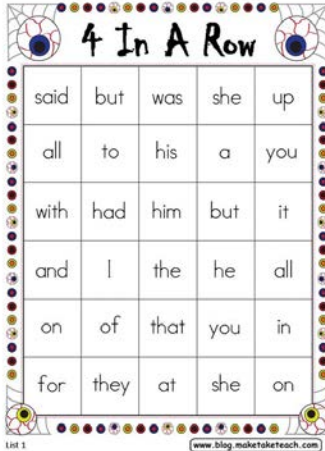 4 In A Row
said but was she up
all to his a you
with had him but it
and I the he all
on of that you in
for they at she on
List 1
www.blog.maketaketeach.com